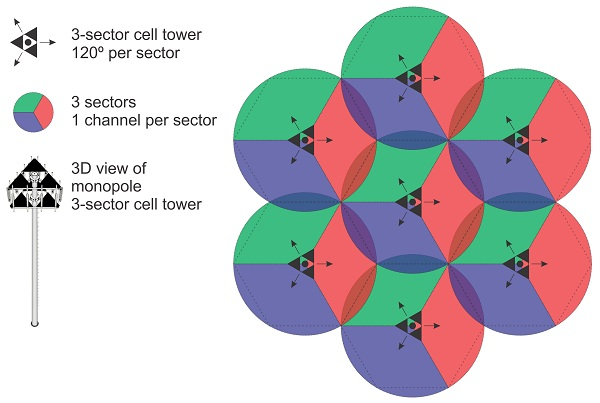 3-sector cell tower
120º per sector
3 sectors
1 channel per sector
3D view of
monopole
3-sector cell tower